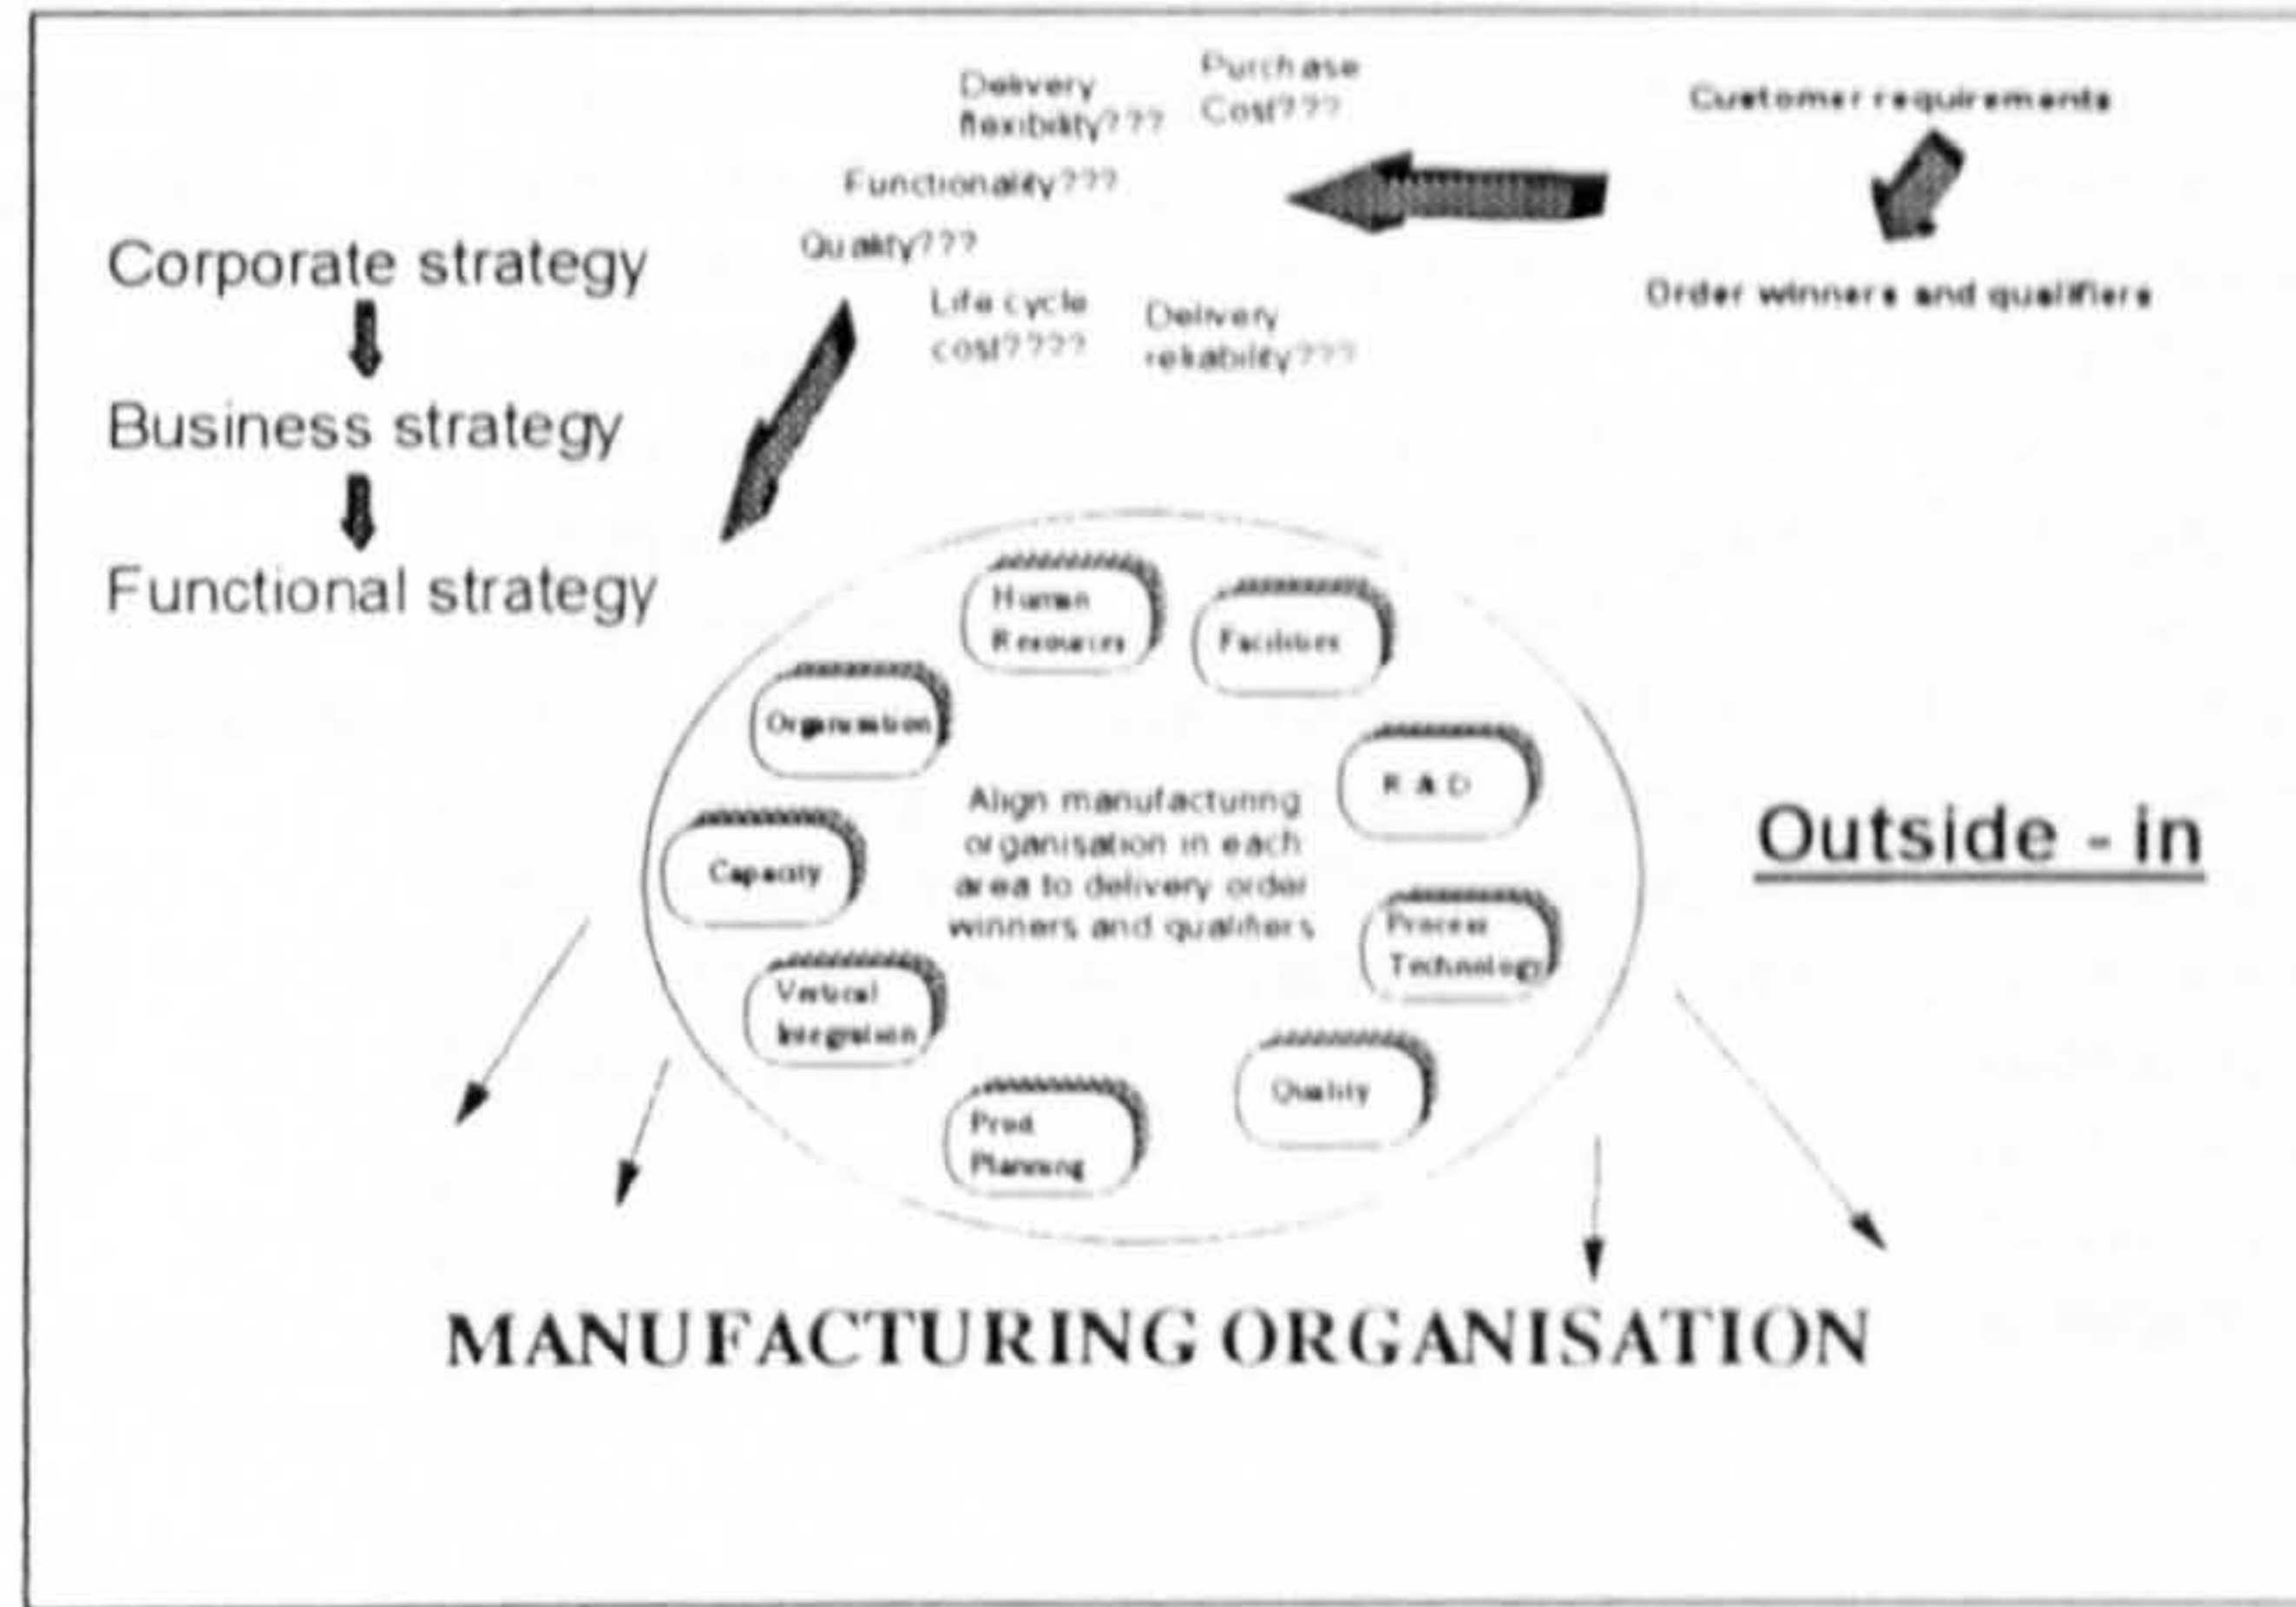 Delivery
flexibility???
Purchase
Cost???
Customer requirements
Functionality???
Quality???
Corporate strategy
Order winners and qualifiers
Life cycle
cost????
Delivery
reliability???
Business strategy
Functional strategy
Human
Resources
Facilities
Organisation
R & D
Align manufacturing
organisation in each
area to delivery order
winners and qualifiers
Capacity
Outside - in
Process
Technology
Vertical
Integration
Quality
Prod
Planning
MANUFACTURING ORGANISATION